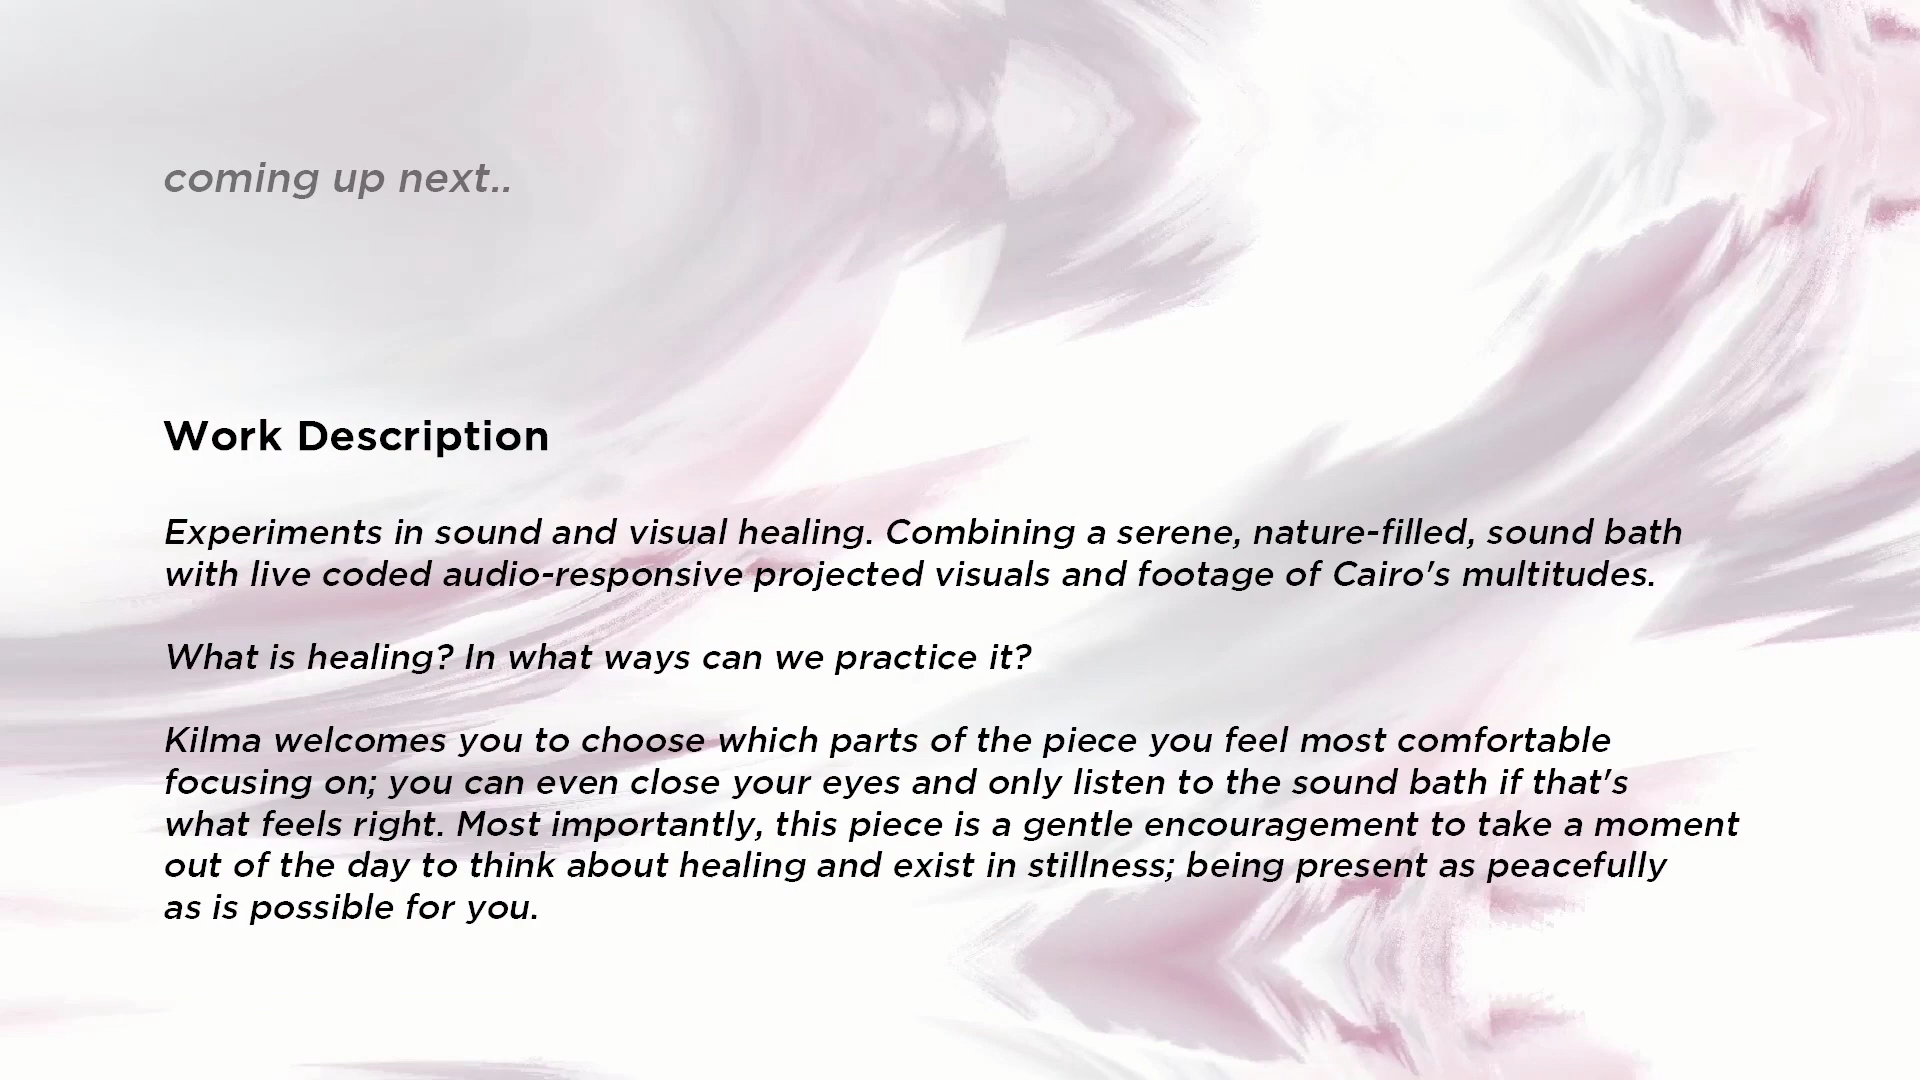 coming up next..
Work Description
Experiments in sound and visual healing. Combining a serene, nature-filled, sound bath
with live coded audio-responsive projected visuals and footage of Cairo's multitudes.
What is healing? In what ways can we practice it?
Kilma welcomes you to choose which parts of the piece you feel most comfortable
focusing on; you can even close your eyes and only listen to the sound bath if that's
what feels right. Most importantly, this piece is a gentle encouragement to take a moment
out of the day to think about healing and exist in stillness; being present as peacefully
as is possible for you.